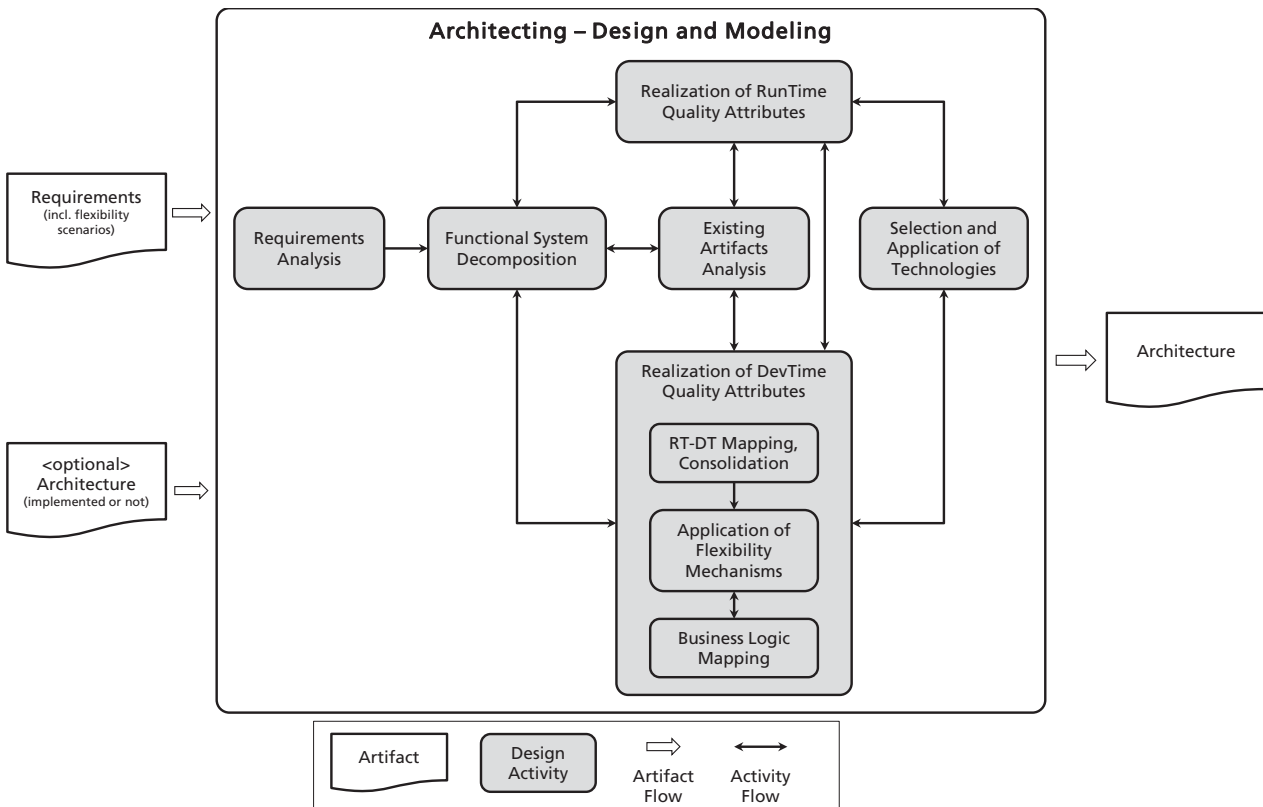 Architecting – Design and Modeling
Realization of RunTime
Quality Attributes
Requirements
(incl. flexibility
scenarios)
Requirements
Analysis
Functional System
Decomposition
Existing
Artifacts
Analysis
Selection and
Application of
Technologies
Architecture
Realization of DevTime
Quality Attributes
RT-DT Mapping,
Consolidation
<optional>
Architecture
(implemented or not)
Application of
Flexibility
Mechanisms
Business Logic
Mapping
Artifact
Design
Activity
Artifact
Flow
Activity
Flow